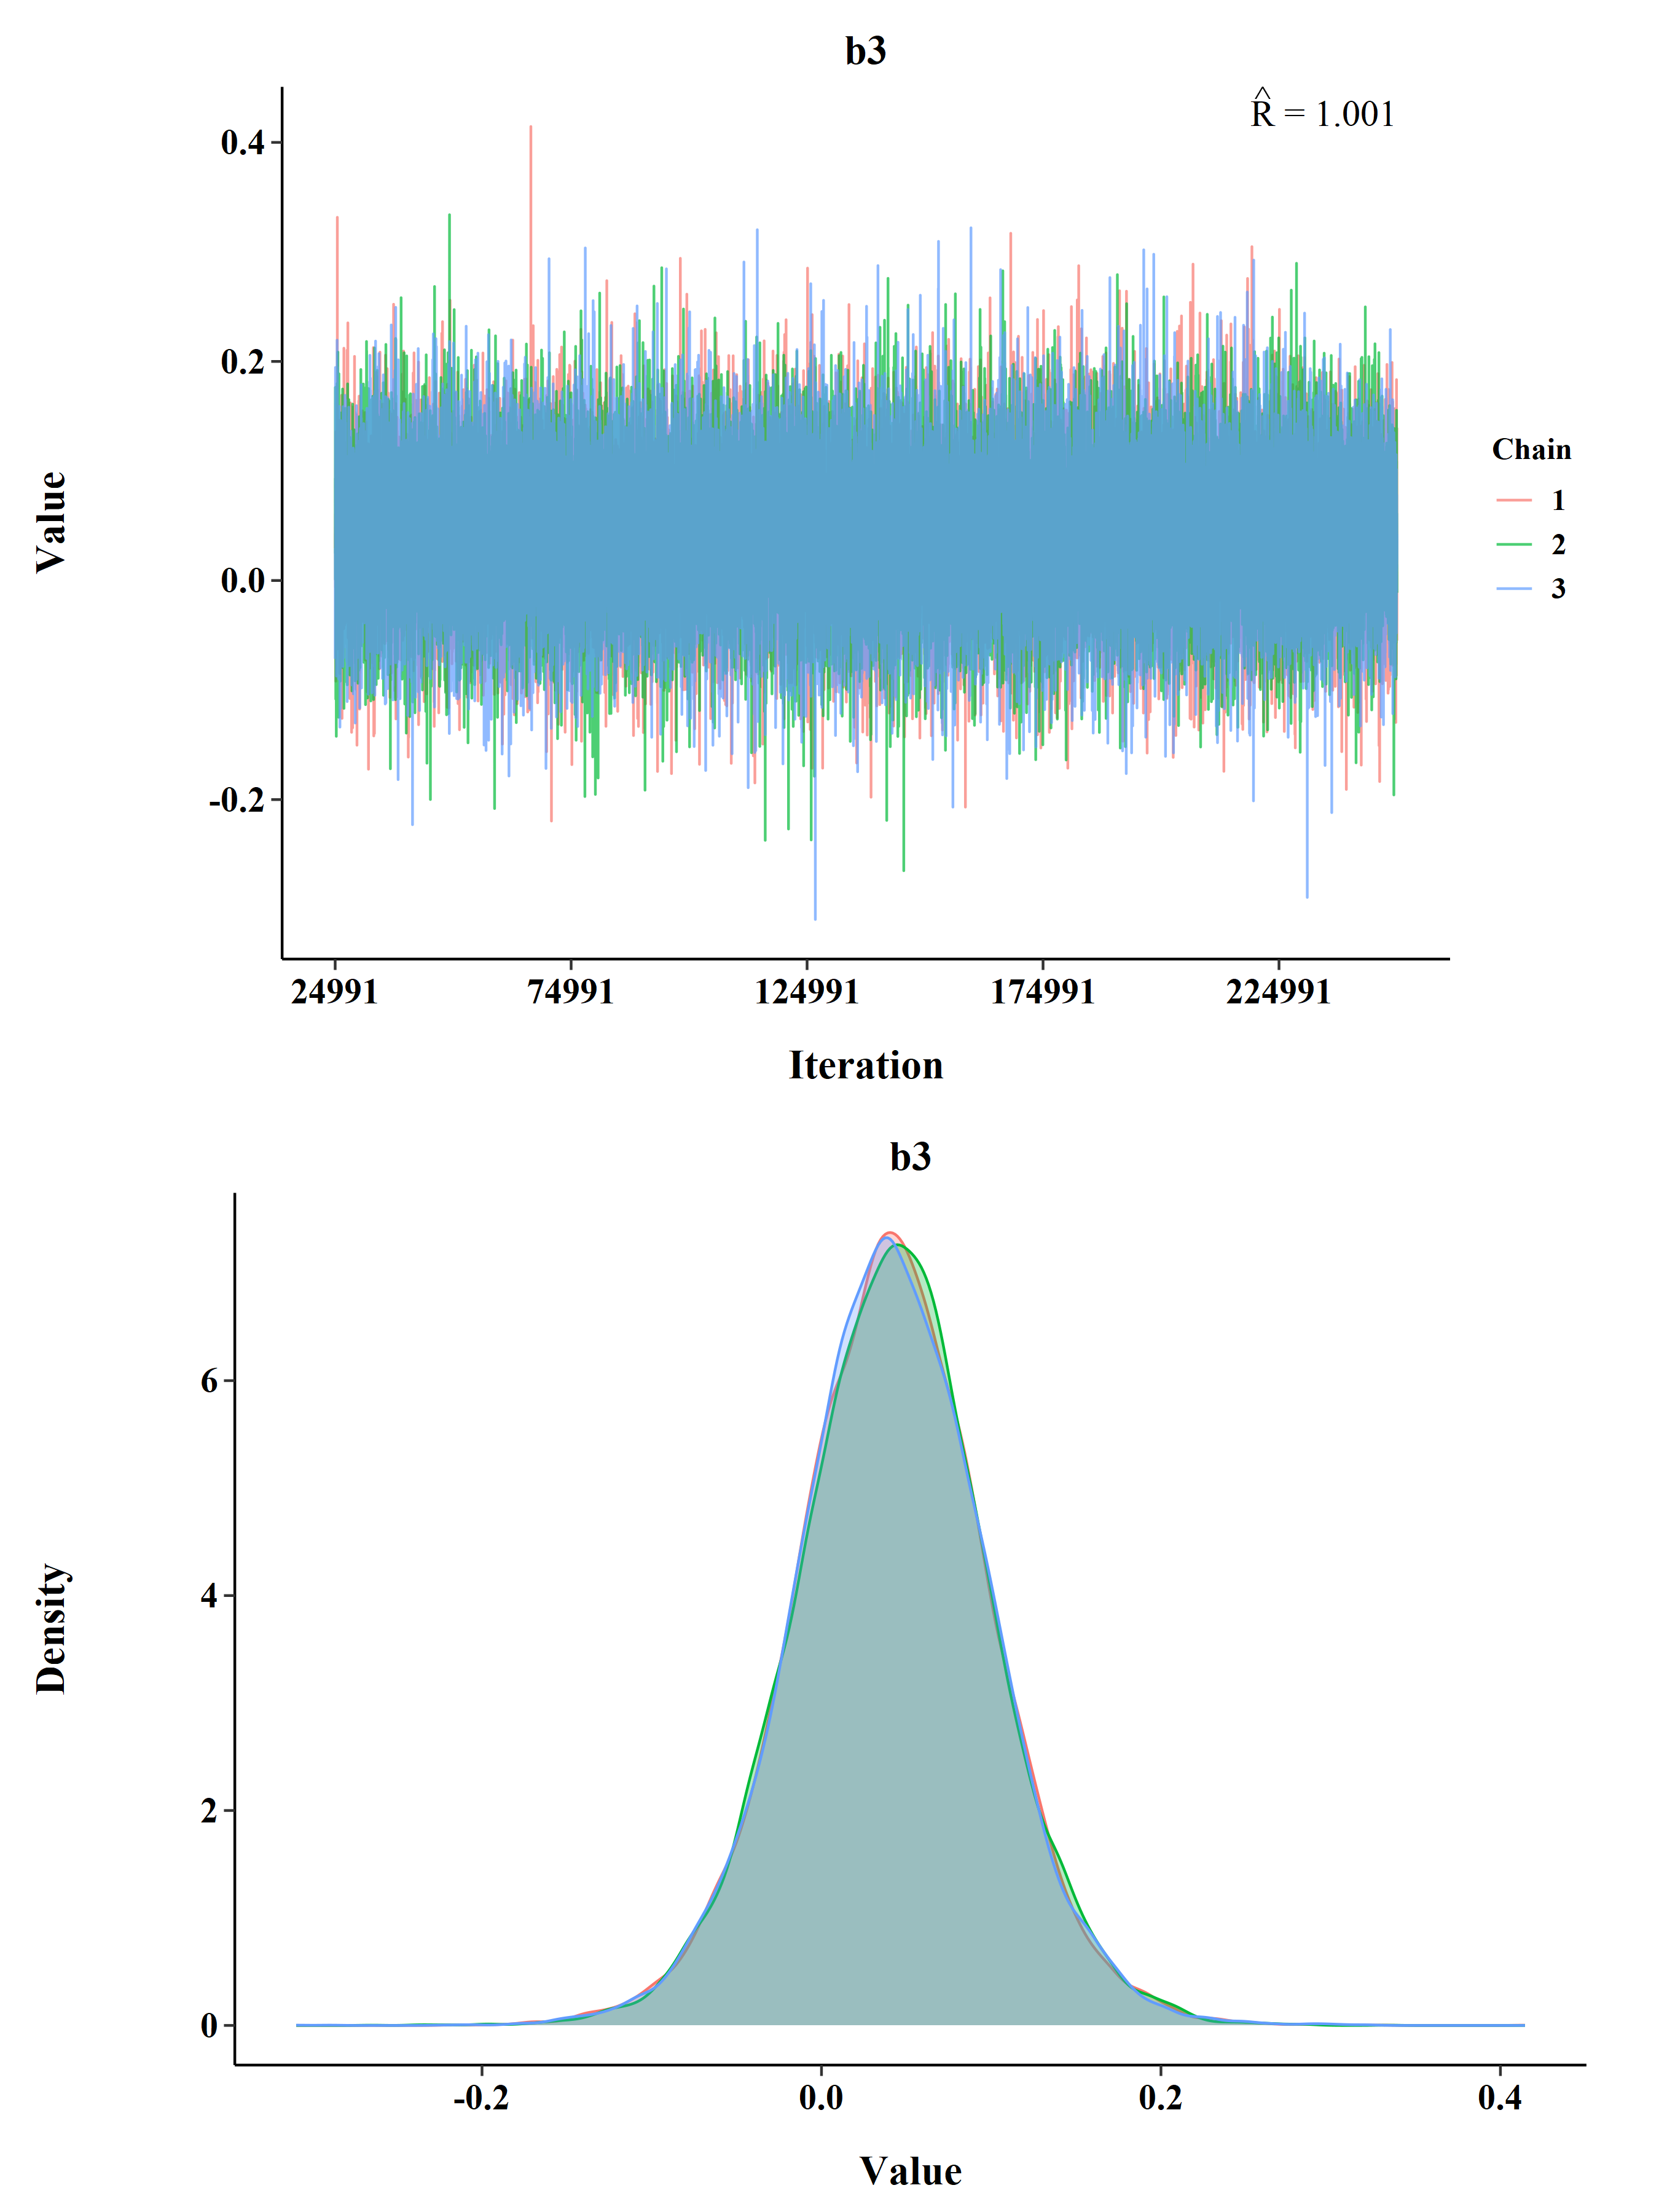 b3
R̂ = 1.001
0.4
0.2
0.0
-0.2
Value
24991 74991 124991 174991 224991
Iteration
Chain
1
2
3
b3
6
4
2
0
Density
-0.2 0.0 0.2 0.4
Value